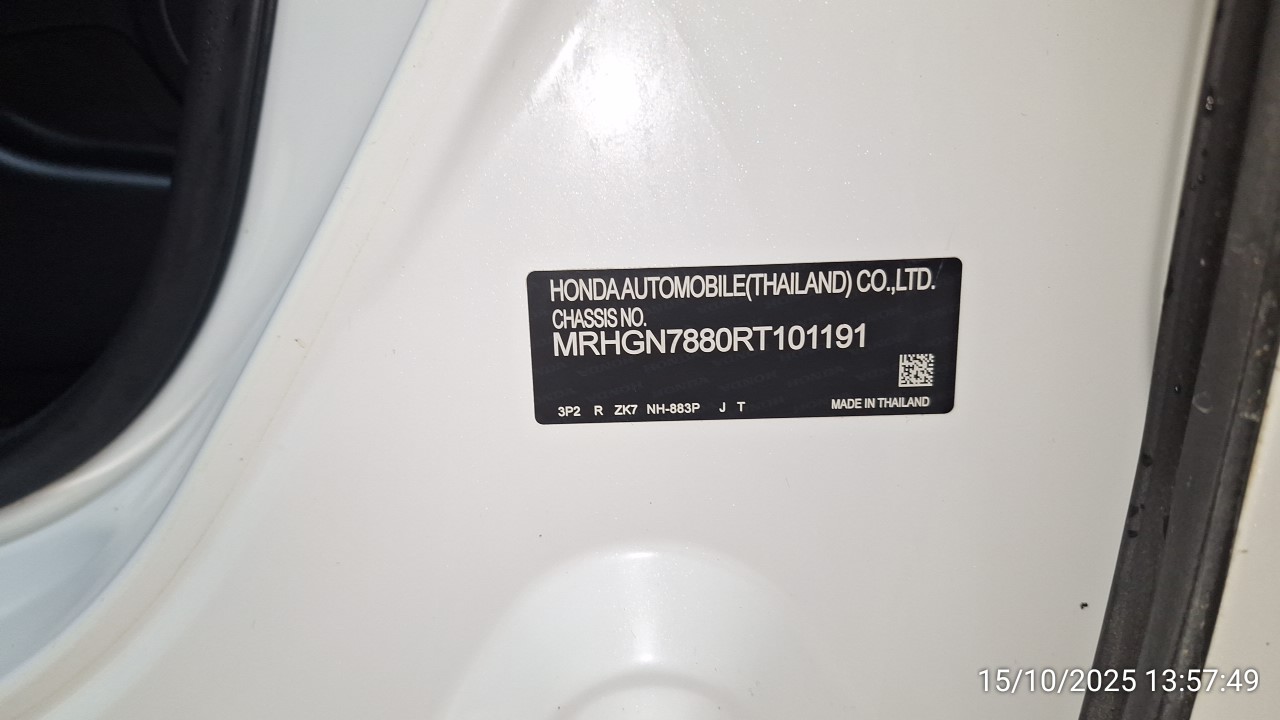 HONDA AUTOMOBILE(THAILAND) CO.,LTD.
CHASSIS NO.
MRHGN7880RT101191
3P2 R ZK7 NH-883P J T MADE IN THAILAND
15/10/2025 13:57:49